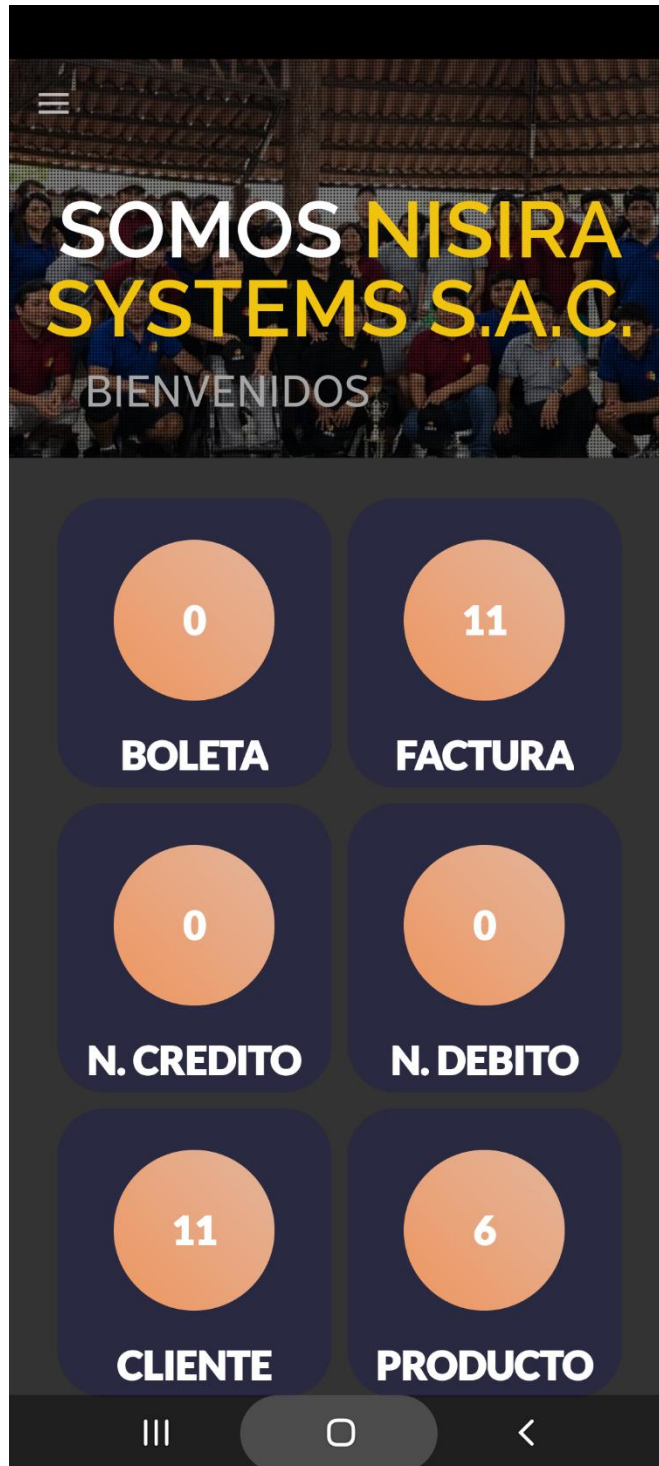 SOMOS NISIRA
SYSTEMS S.A.C.
BIENVENIDOS
0
11
BOLETA
FACTURA
0
0
N. CREDITO
N. DEBITO
11
6
CLIENTE
PRODUCTO